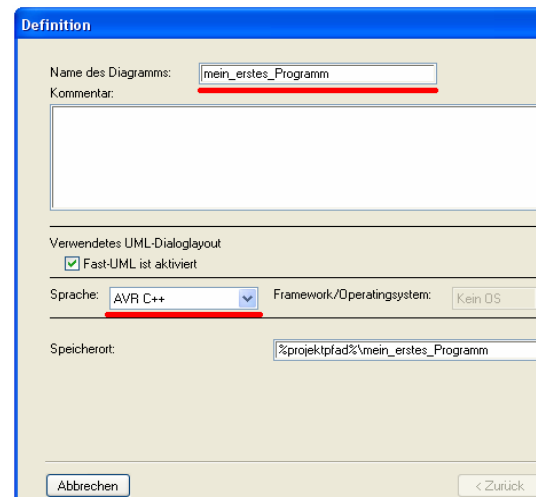 Definition
Name des Diagramms: mein_erstes_Programm
Kommentar:
Verwendetes UML-Dialoglayout
Fast-UML ist aktiviert
Sprache: AVR C++ Framework/Operatingsystem: Kein OS
Speicherort: %projektpfad%\mein_erstes_Programm
Abbrechen < Zurück